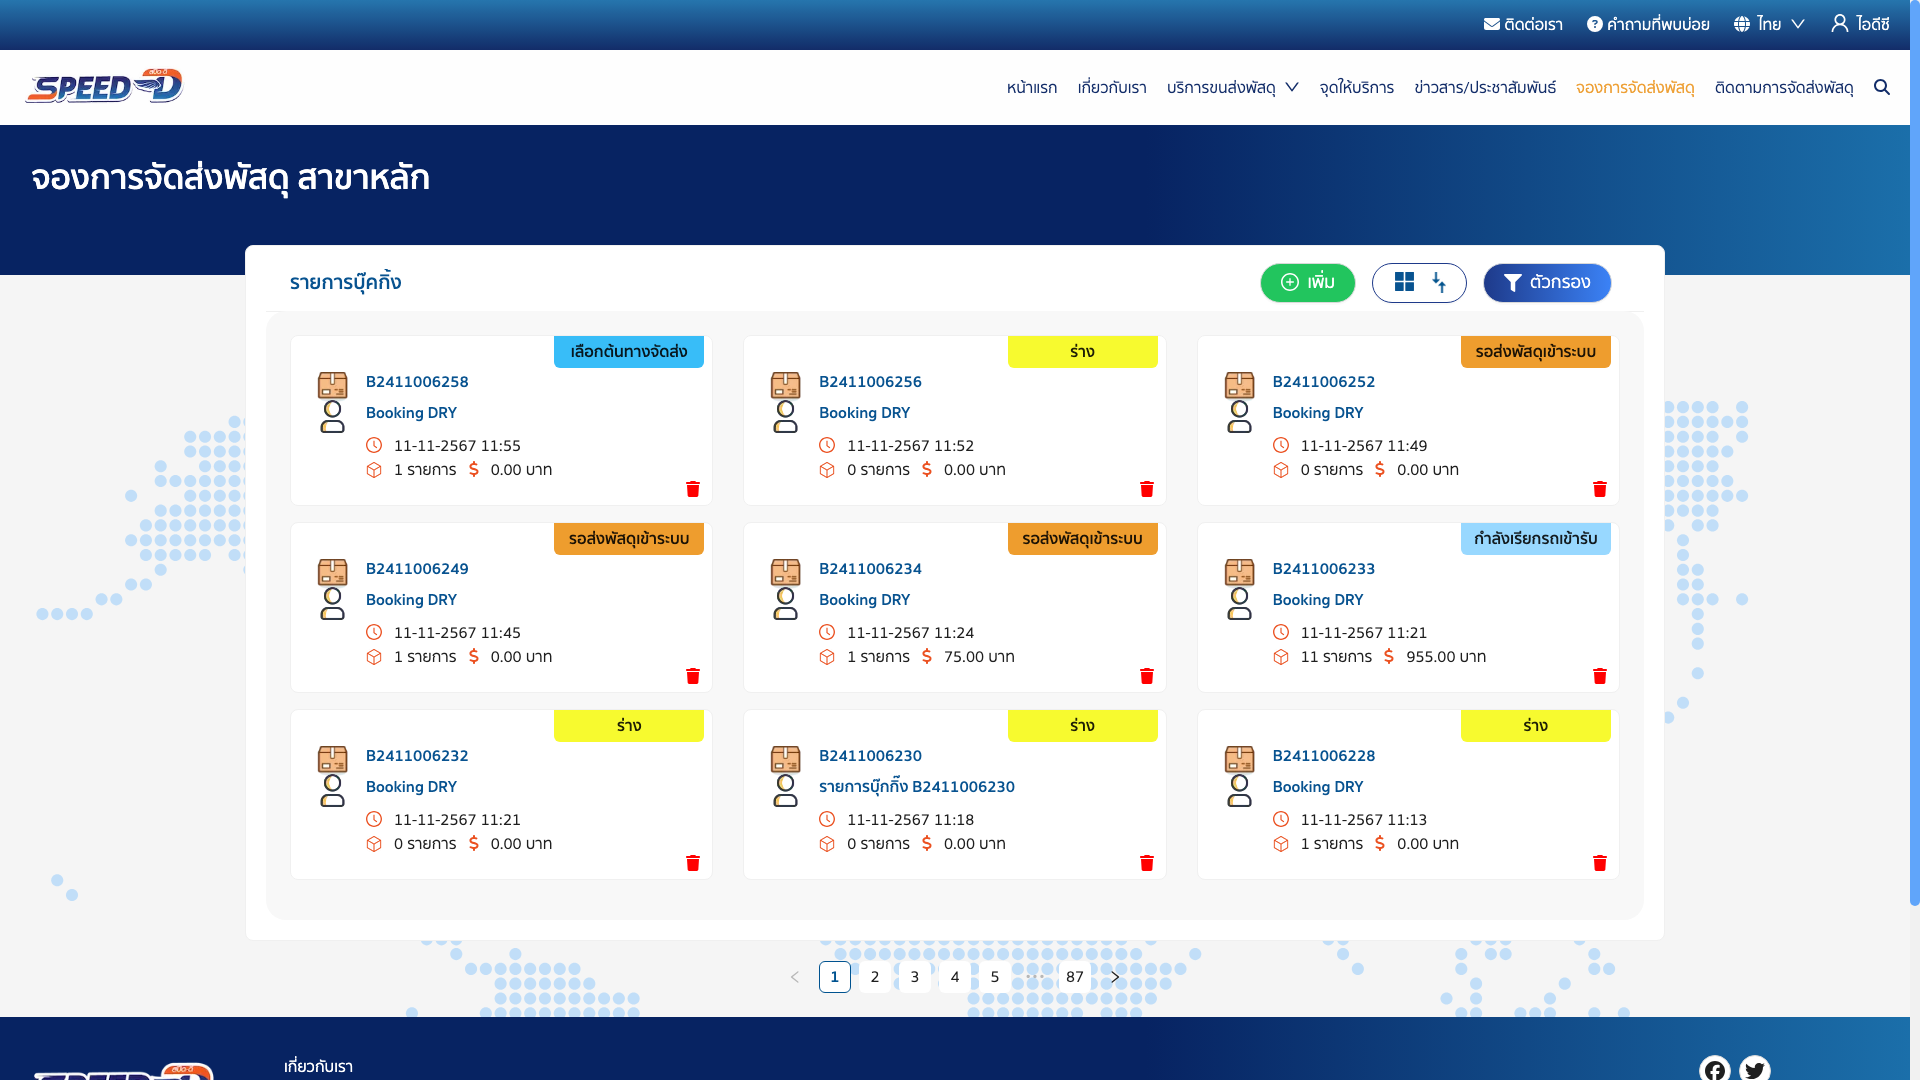 ติดต่อเรา คำถามที่พบบ่อย ไทย ไอดีซี
SPEED-D สปีด-ดี
หน้าแรก เกี่ยวกับเรา บริการขนส่งพัสดุ จุดให้บริการ ข่าวสาร/ประชาสัมพันธ์ จองการจัดส่งพัสดุ ติดตามการจัดส่งพัสดุ
จองการจัดส่งพัสดุ สาขาหลัก
รายการบุ๊คกิ้ง
เพิ่ม
ตัวกรอง
เลือกต้นทางจัดส่ง
B2411006258
Booking DRY
11-11-2567 11:55
1 รายการ 0.00 บาท
ร่าง
B2411006256
Booking DRY
11-11-2567 11:52
0 รายการ 0.00 บาท
รอส่งพัสดุเข้าระบบ
B2411006252
Booking DRY
11-11-2567 11:49
0 รายการ 0.00 บาท
รอส่งพัสดุเข้าระบบ
B2411006249
Booking DRY
11-11-2567 11:45
1 รายการ 0.00 บาท
รอส่งพัสดุเข้าระบบ
B2411006234
Booking DRY
11-11-2567 11:24
1 รายการ 75.00 บาท
กำลังเรียกรถเข้ารับ
B2411006233
Booking DRY
11-11-2567 11:21
11 รายการ 955.00 บาท
ร่าง
B2411006232
Booking DRY
11-11-2567 11:21
0 รายการ 0.00 บาท
ร่าง
B2411006230
รายการบุ๊กกิ๊ง B2411006230
11-11-2567 11:18
0 รายการ 0.00 บาท
ร่าง
B2411006228
Booking DRY
11-11-2567 11:13
1 รายการ 0.00 บาท
1 2 3 4 5 ••• 87
เกี่ยวกับเรา
SPEED-D สปีด-ดี